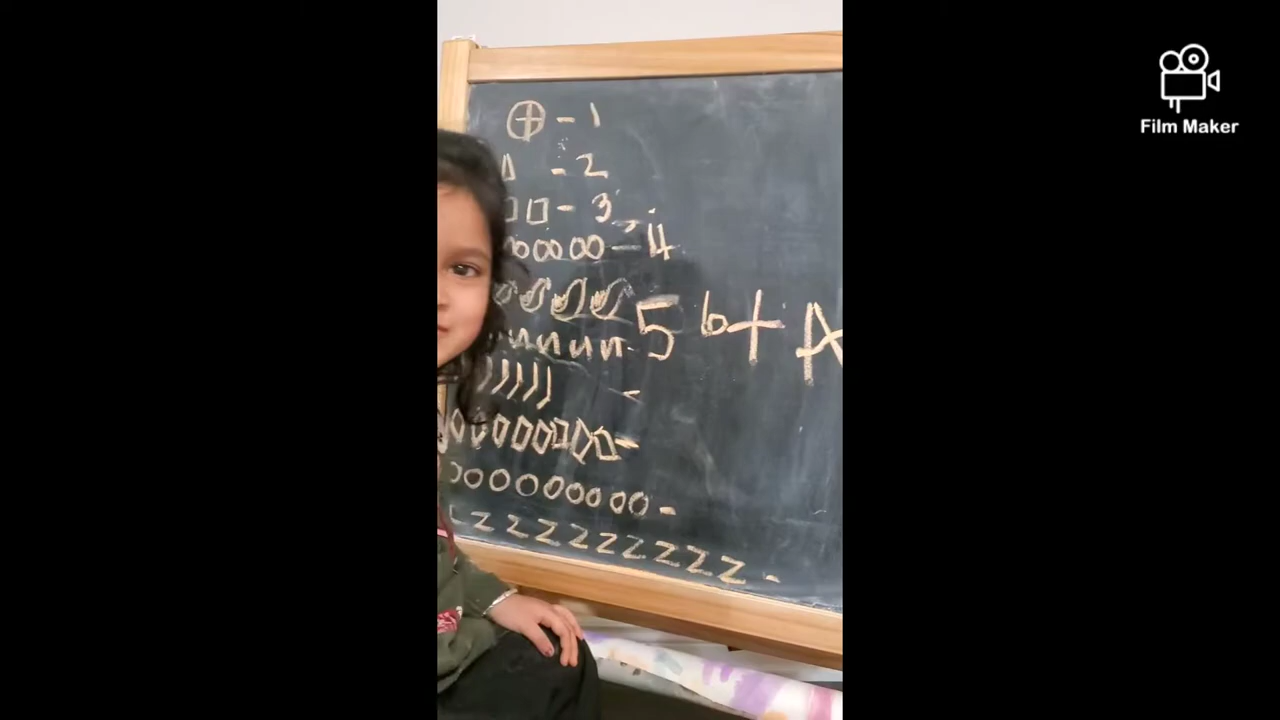 - 1
- 2
- 3
- 4
5 6 + A
Z Z Z Z Z Z Z Z Z -
Film Maker